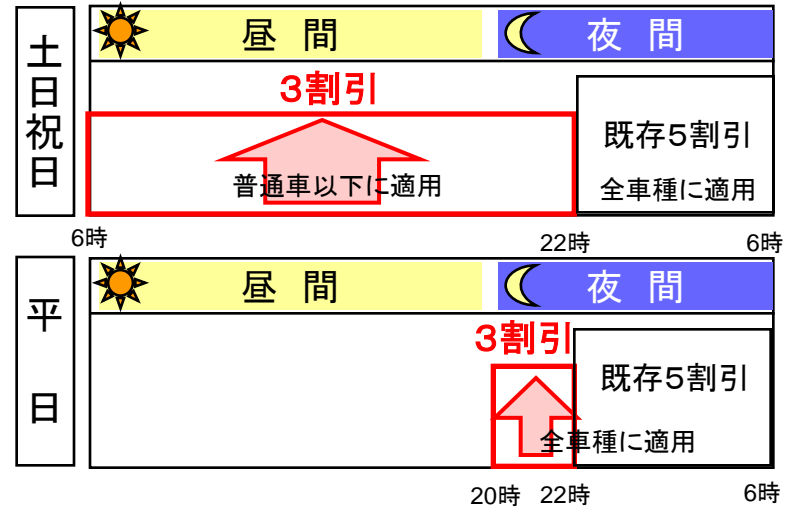 土日祝日
昼 間
夜 間
3割引
普通車以下に適用
既存5割引
全車種に適用
6時
22時
6時
平日
昼 間
夜 間
3割引
既存5割引
全車種に適用
20時
22時
6時